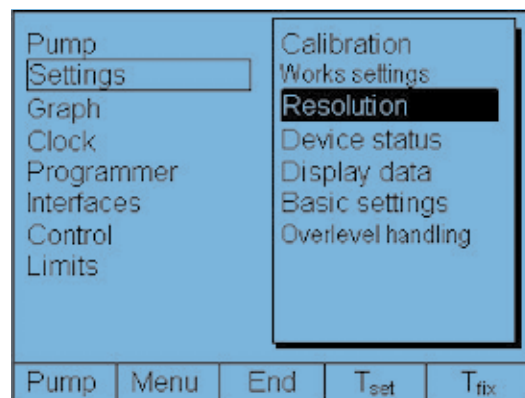 Pump
Settings
Graph
Clock
Programmer
Interfaces
Control
Limits
Calibration
Works settings
Resolution
Device status
Display data
Basic settings
Overlevel handling
Pump Menu End Tset Tfix